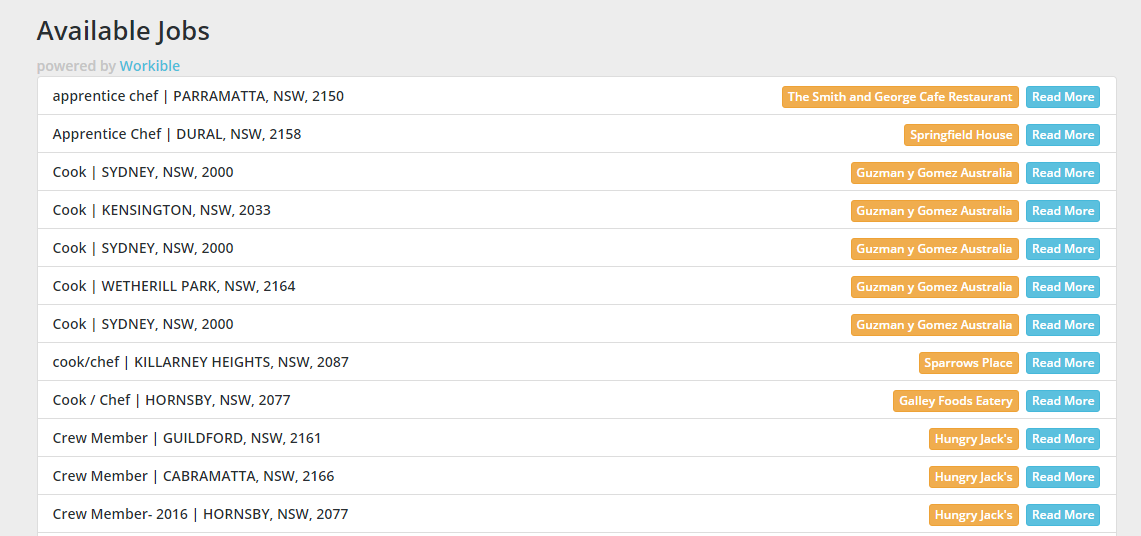 Available Jobs
powered by Workible
apprentice chef | PARRAMATTA, NSW, 2150 The Smith and George Cafe Restaurant Read More
Apprentice Chef | DURAL, NSW, 2158 Springfield House Read More
Cook | SYDNEY, NSW, 2000 Guzman y Gomez Australia Read More
Cook | KENSINGTON, NSW, 2033 Guzman y Gomez Australia Read More
Cook | SYDNEY, NSW, 2000 Guzman y Gomez Australia Read More
Cook | WETHERILL PARK, NSW, 2164 Guzman y Gomez Australia Read More
Cook | SYDNEY, NSW, 2000 Guzman y Gomez Australia Read More
cook/chef | KILLARNEY HEIGHTS, NSW, 2087 Sparrows Place Read More
Cook / Chef | HORNSBY, NSW, 2077 Galley Foods Eatery Read More
Crew Member | GUILDFORD, NSW, 2161 Hungry Jack's Read More
Crew Member | CABRAMATTA, NSW, 2166 Hungry Jack's Read More
Crew Member- 2016 | HORNSBY, NSW, 2077 Hungry Jack's Read More